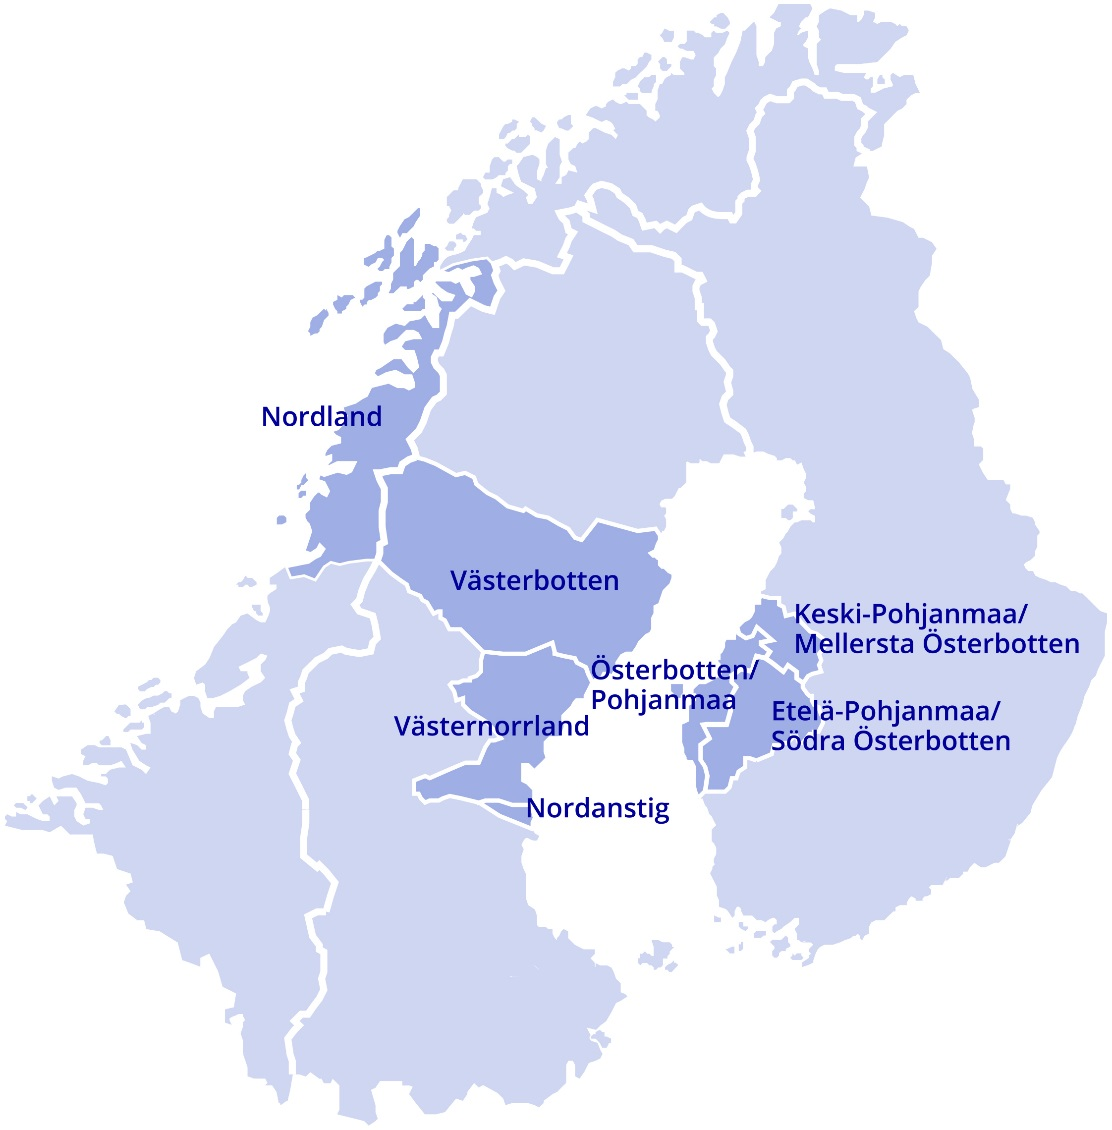 Nordland
Västerbotten
Keski-Pohjanmaa/
Mellersta Österbotten
Österbotten/
Pohjanmaa
Etelä-Pohjanmaa/
Södra Österbotten
Västernorrland
Nordanstig